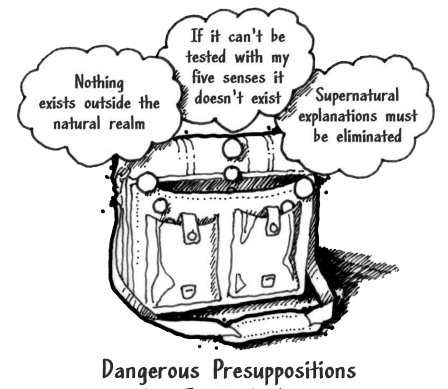 Nothing
exists outside the
natural realm
If it can't be
tested with my
five senses it
doesn't exist
Supernatural
explanations must
be eliminated
Dangerous Presuppositions